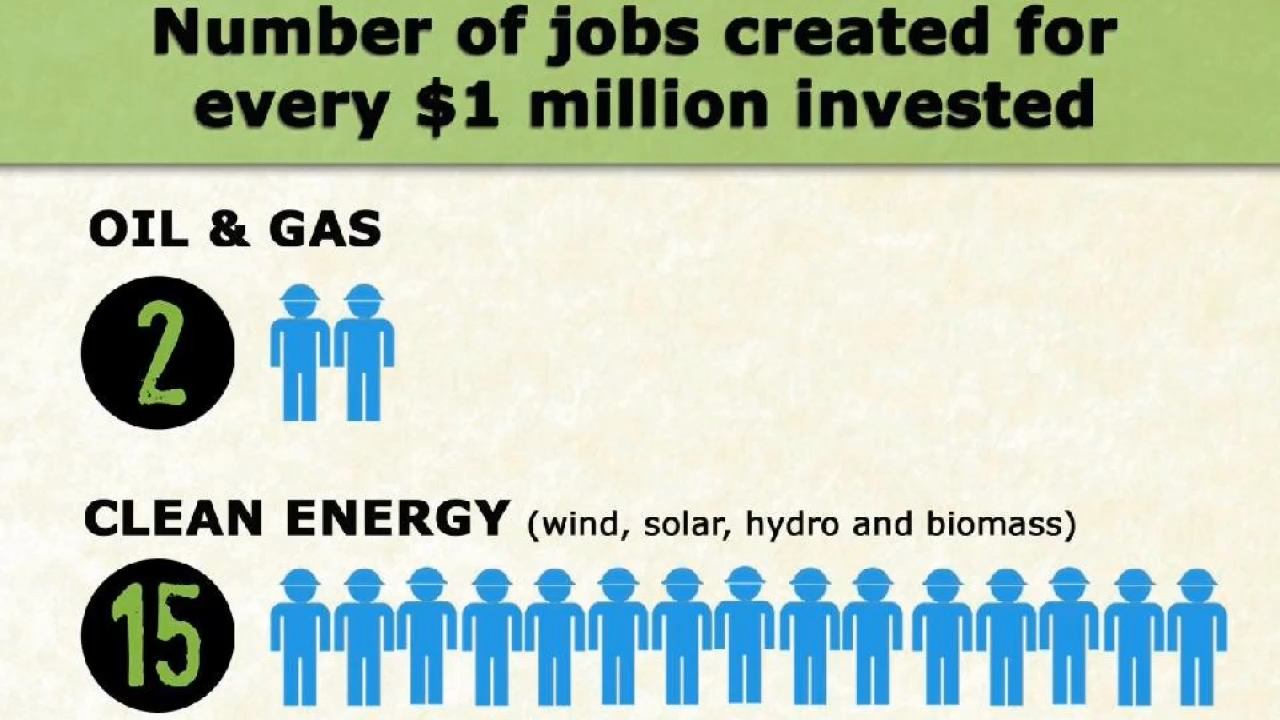 Number of jobs created for
every $1 million invested
OIL & GAS
2
CLEAN ENERGY (wind, solar, hydro and biomass)
15